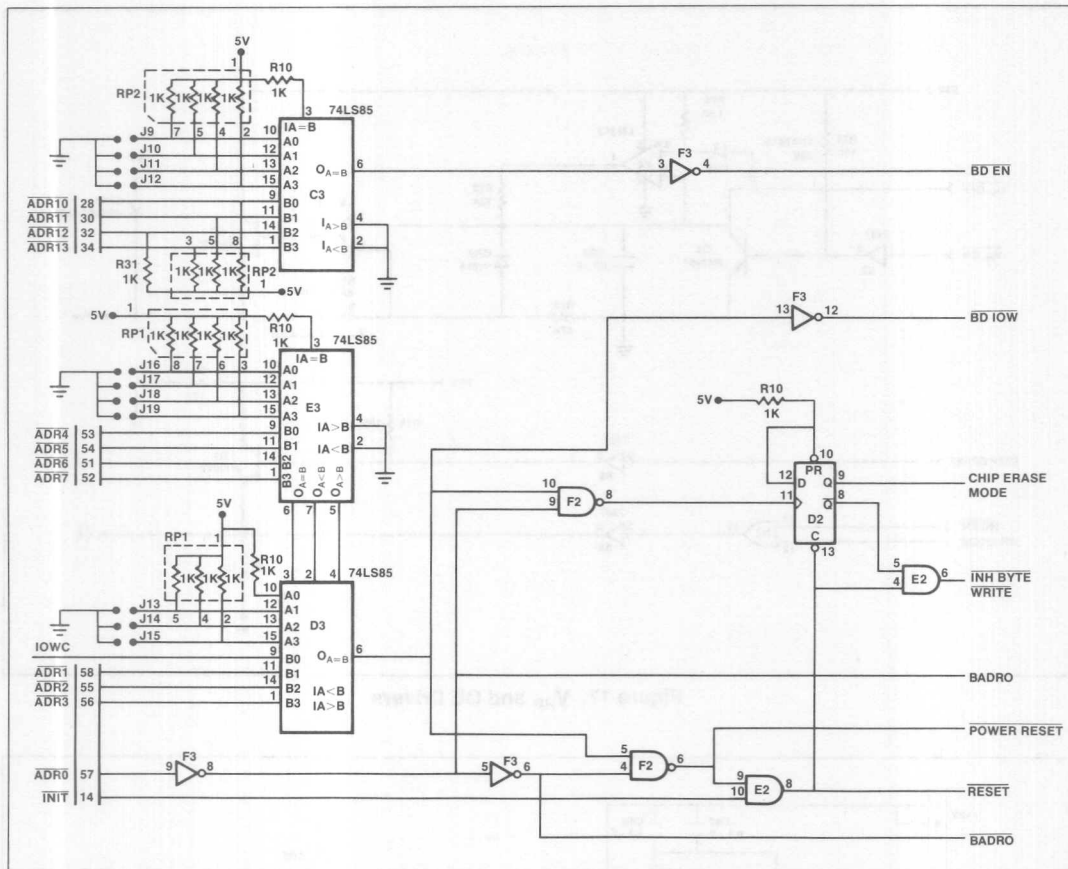 5V
1
R10
1K
RP2
1K 1K 1K 1K
3
74LS85
J9 7 5 4 2 10 IA=B
A0
J10 12 A1
J11 13 A2
J12 15 A3
OA=B 6
C3
9 B0
11 B1
14 B2
1 B3
IA>B 4
IA<B 2
F3
3 4
BD EN
ADR10 28
ADR11 30
ADR12 32
ADR13 34
R31
1K
3 5 8
1K 1K 1K
RP2
1
5V
5V
1
R10
1K
RP1
1K 1K 1K 1K
3
74LS85
IA=B
J16 8 7 6 3 10 A0
J17 12 A1
J18 13 A2
J19 15 A3
E3
9 B0
11 B1
14 B2
1 B3
IA>B 4
IA<B 2
OA=B OA<B OA>B
6 7 5
ADR4 53
ADR5 54
ADR6 51
ADR7 52
F3
13 12
BD IOW
R10
5V
1K
10
PR
12 D Q 9
11 Q 8
D2
C
13
CHIP ERASE
MODE
10
9
F2
8
5
4
E2
6
INH BYTE
WRITE
5V
1
RP1
1K 1K 1K
R10
1K
3 2 4
74LS85
10 A0
J13 5 4 2 12 A1
J14 13 A2
J15 15 A3
D3
IOWC
9 B0
11 B1
14 B2
1 B3
OA=B 6
IA<B
IA>B
ADR1 58
ADR2 55
ADR3 56
BADRO
POWER RESET
ADR0 57
INIT 14
F3
9 8
F3
5 6
5
4
F2
6
9
10
E2
8
RESET
BADRO